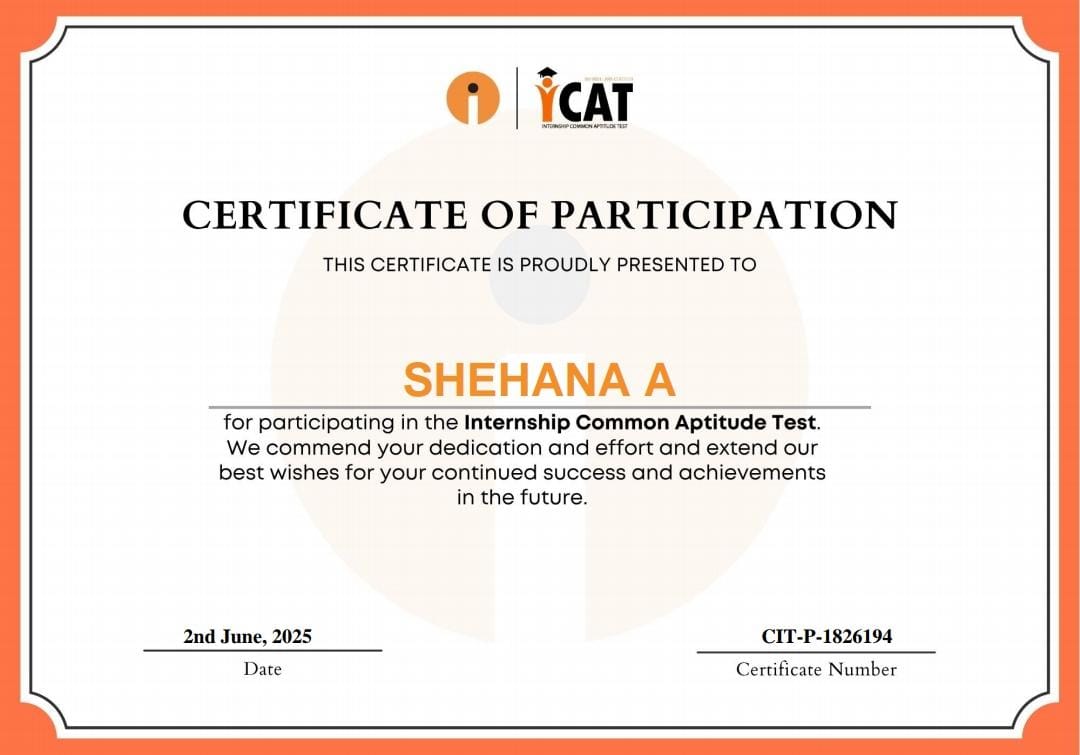 iCAT
INTERNSHIP COMMON APTITUDE TEST
CERTIFICATE OF PARTICIPATION
THIS CERTIFICATE IS PROUDLY PRESENTED TO
SHEHANA A
for participating in the Internship Common Aptitude Test.
We commend your dedication and effort and extend our
best wishes for your continued success and achievements
in the future.
2nd June, 2025
Date
CIT-P-1826194
Certificate Number